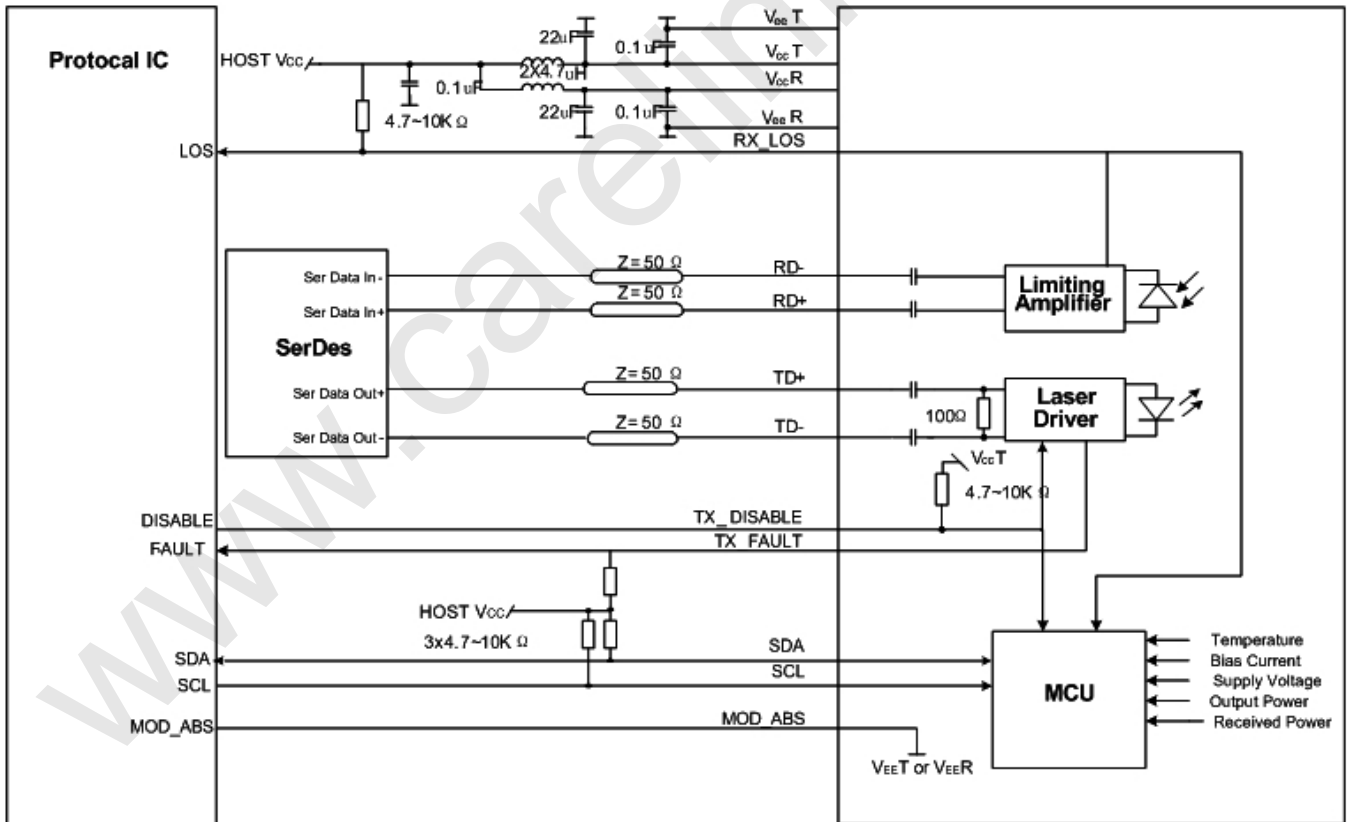 Protocal IC
HOST Vcc
22uF
0.1uF
VeeT
VccT
2X4.7uH
VccR
0.1uF
22uF
0.1uF
4.7~10K Ω
VeeR
LOS
RX_LOS
Ser Data In-
Z=50 Ω
RD-
Ser Data In+
Z=50 Ω
RD+
Limiting
Amplifier
SerDes
Ser Data Out+
Z=50 Ω
TD+
Ser Data Out-
Z=50 Ω
TD-
100Ω
Laser
Driver
VccT
4.7~10K Ω
DISABLE
TX_DISABLE
FAULT
TX_FAULT
HOST Vcc
3x4.7~10K Ω
SDA
SDA
SCL
SCL
MOD_ABS
MOD_ABS
VEET or VEER
MCU
Temperature
Bias Current
Supply Voltage
Output Power
Received Power